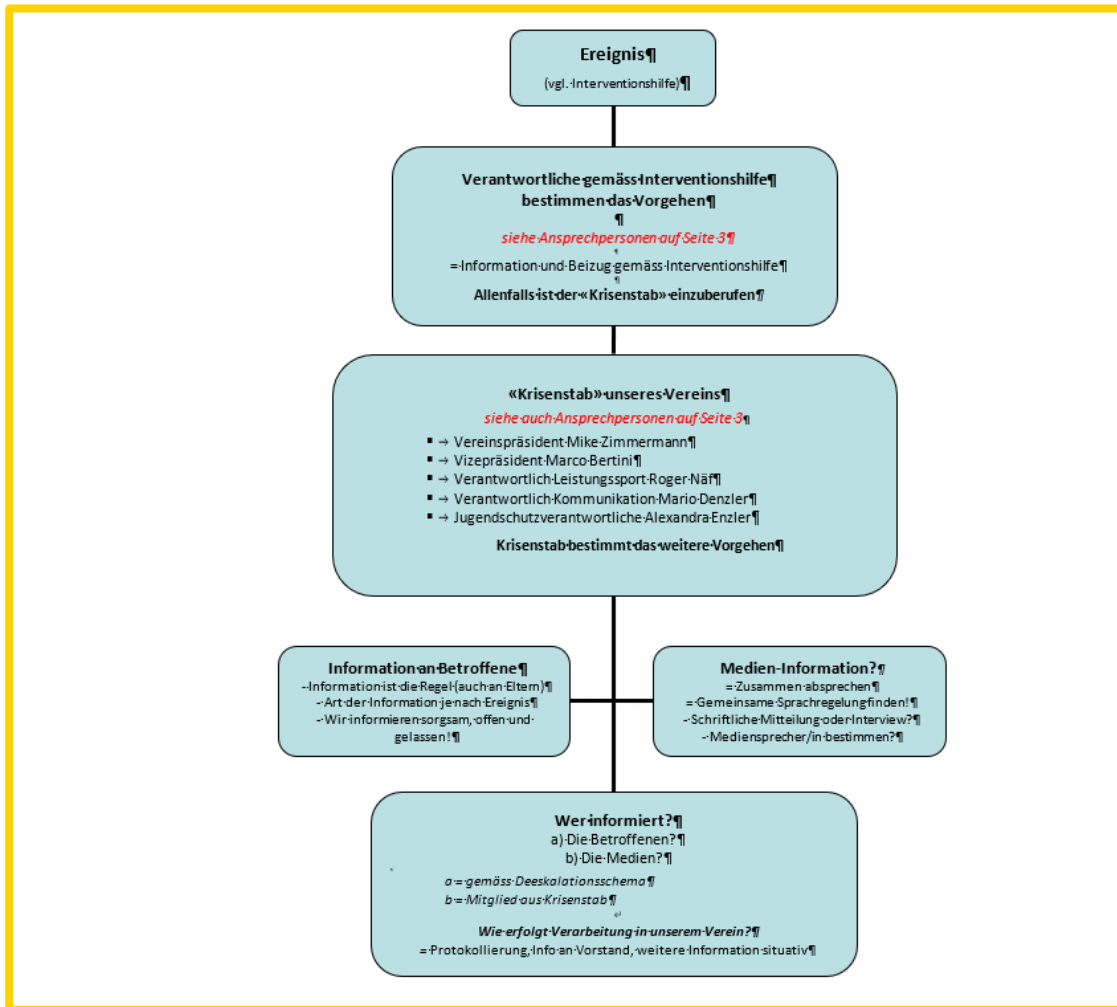 Ereignis¶
(vgl.·Interventionshilfe)¶
Verantwortliche·gemäss·Interventionshilfe¶
bestimmen·das·Vorgehen¶
¶
siehe·Ansprechpersonen·auf·Seite·3¶
¶
=·Information·und·Beizug·gemäss·Interventionshilfe¶
¶
Allenfalls·ist·der·«Krisenstab»·einzuberufen¶
«Krisenstab»·unseres·Vereins¶
siehe·auch·Ansprechpersonen·auf·Seite·3¶
▪ → Vereinspräsident·Mike·Zimmermann¶
▪ → Vizepräsident·Marco·Bertini¶
▪ → Verantwortlich·Leistungssport·Roger·Näf¶
▪ → Verantwortlich·Kommunikation·Mario·Denzler¶
▪ → Jugendschutzverantwortliche·Alexandra·Enzler¶
Krisenstab·bestimmt·das·weitere·Vorgehen¶
Information·an·Betroffene¶
-·Information·ist·die·Regel·(auch·an·Eltern)¶
-·Art·der·Information·je·nach·Ereignis¶
-·Wir·informieren·sorgsam,·offen·und·
gelassen!¶
Medien-Information?¶
=·Zusammen·absprechen¶
=·Gemeinsame·Sprachregelung·finden!¶
-·Schriftliche·Mitteilung·oder·Interview?¶
-·Mediensprecher/in·bestimmen?¶
Wer·informiert?¶
a)·Die·Betroffenen?¶
b)·Die·Medien?¶
a·=·gemäss·Deeskalationsschema¶
b·=·Mitglied·aus·Krisenstab¶
↵
Wie·erfolgt·Verarbeitung·in·unserem·Verein?¶
=·Protokollierung,·Info·an·Vorstand,·weitere·Information·situativ¶